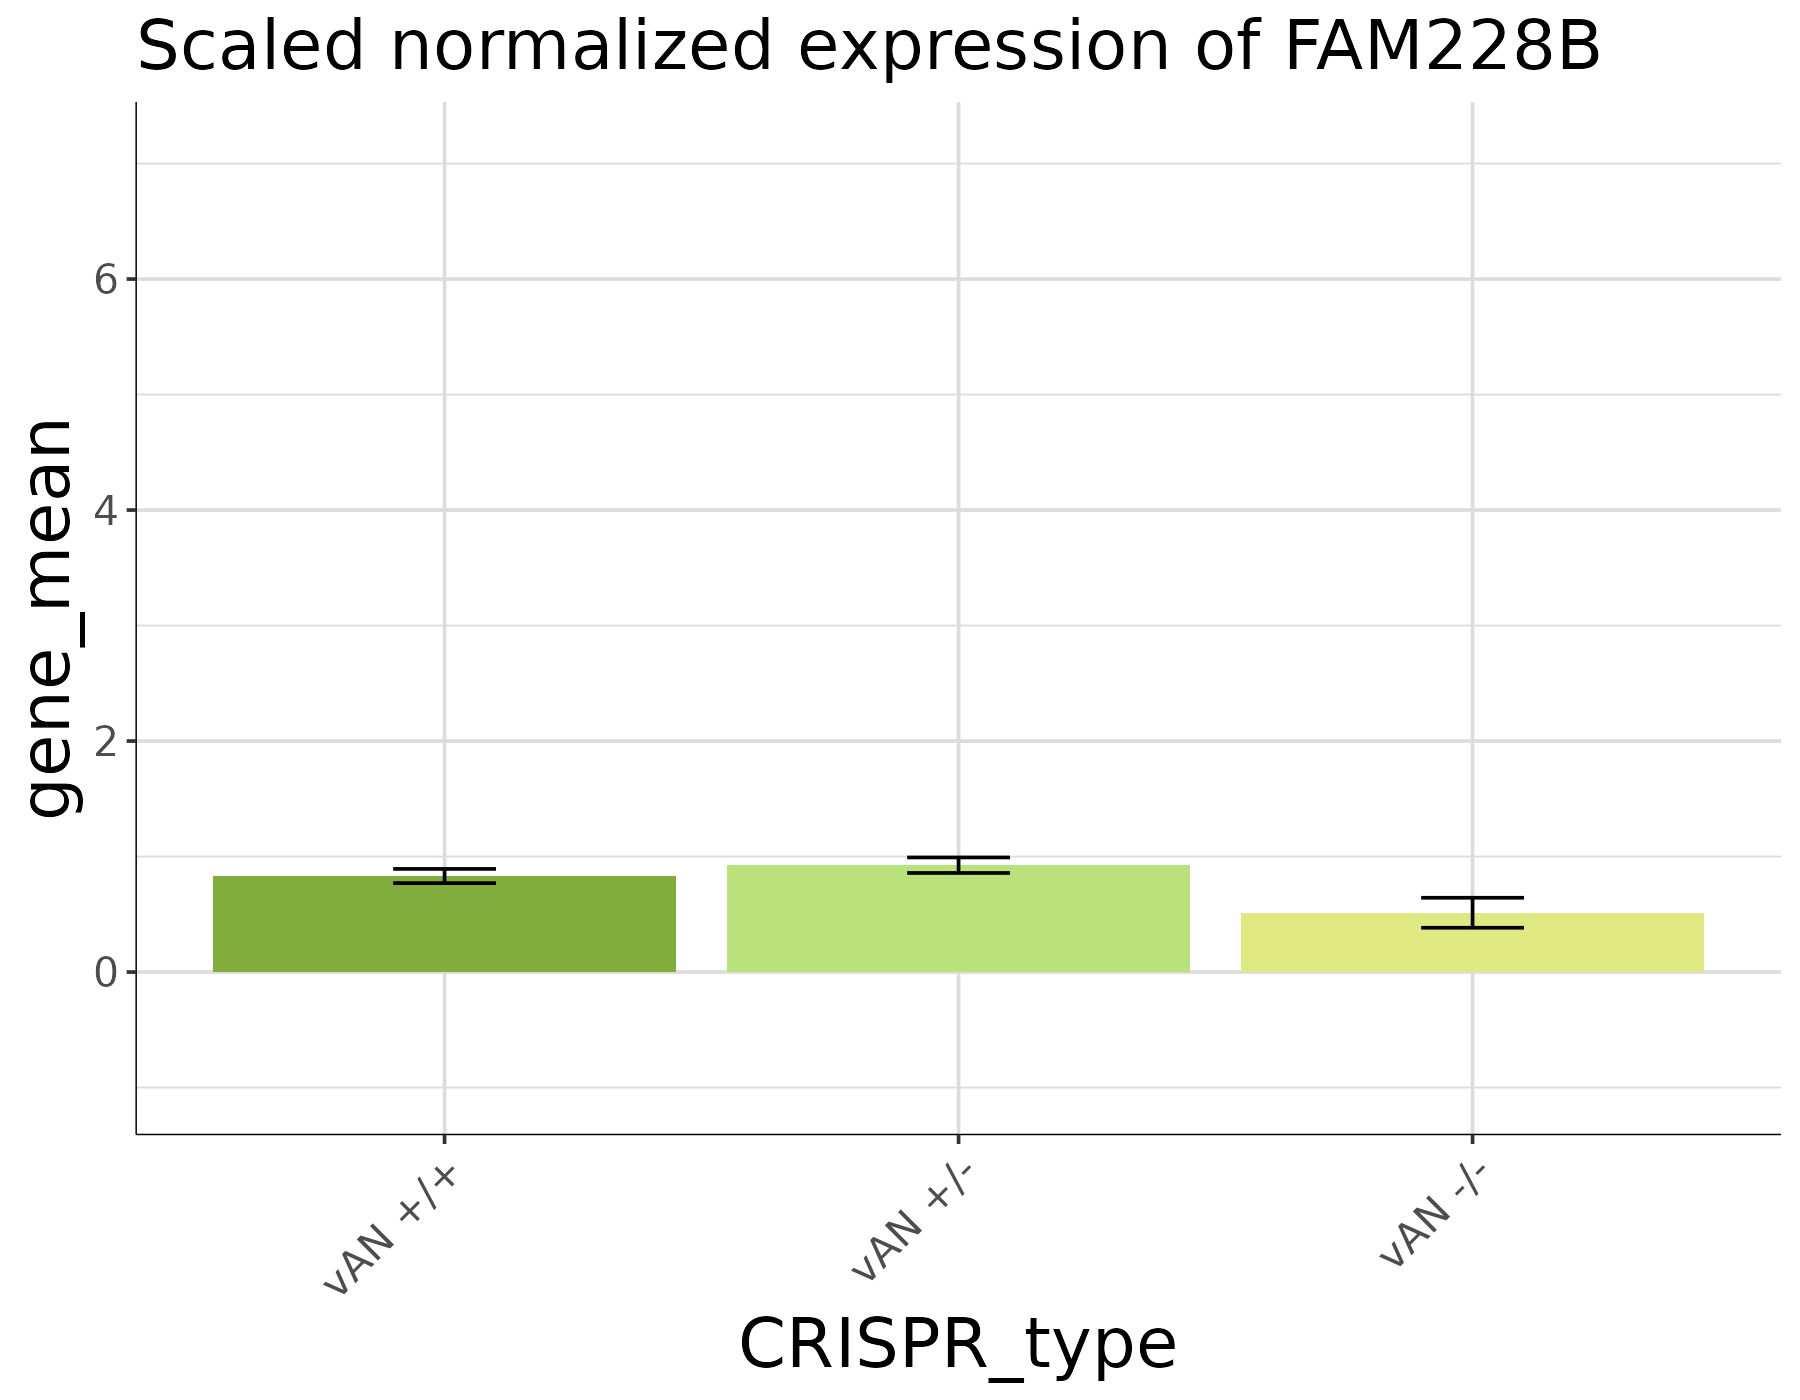 Scaled normalized expression of FAM228B
gene_mean
6
4
2
0
vAN +/+
vAN +/-
vAN -/-
CRISPR_type